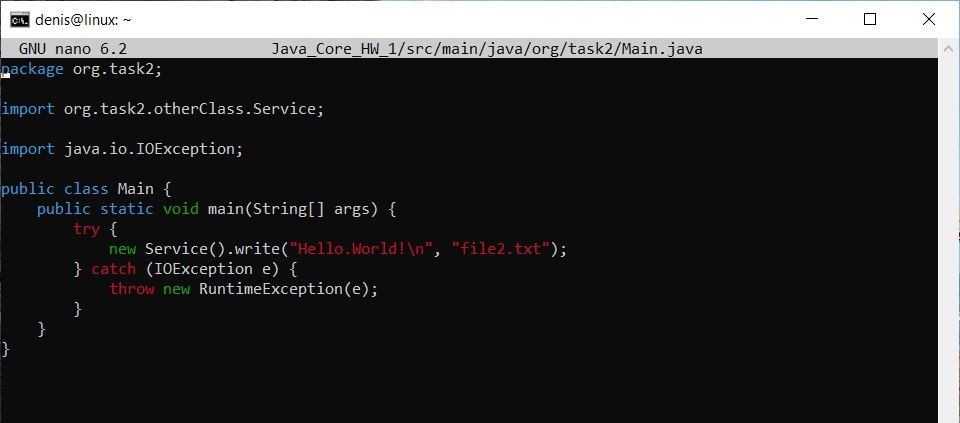 denis@linux: ~
GNU nano 6.2 Java_Core_HW_1/src/main/java/org/task2/Main.java
package org.task2;
import org.task2.otherClass.Service;
import java.io.IOException;
public class Main {
    public static void main(String[] args) {
        try {
            new Service().write("Hello.World!\n", "file2.txt");
        } catch (IOException e) {
            throw new RuntimeException(e);
        }
    }
}